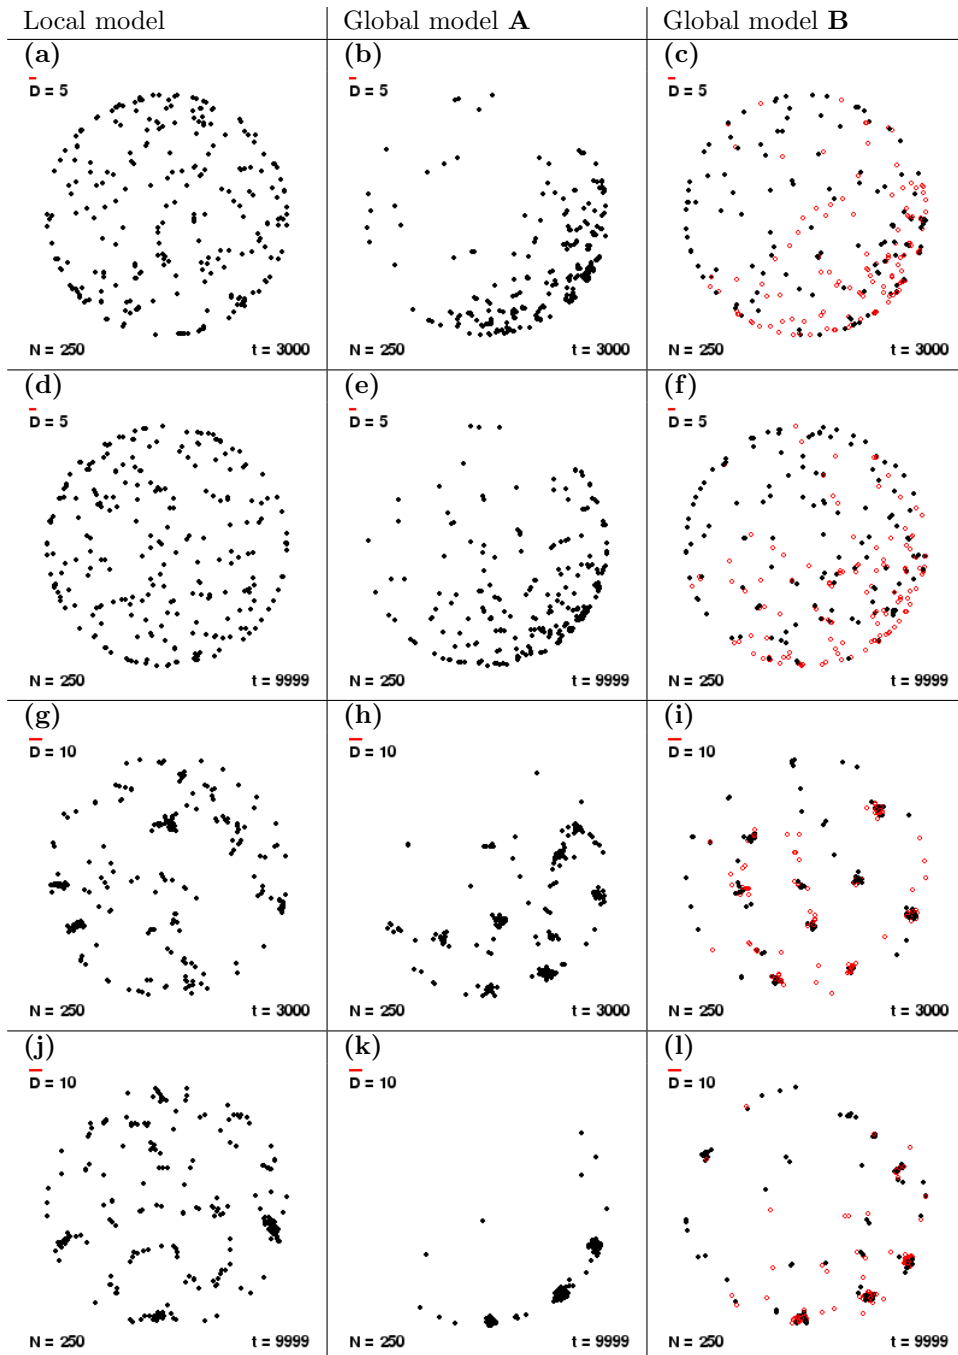 Local model
Global model A
Global model B
(a)
(b)
(c)
D = 5
D = 5
D = 5
N = 250
t = 3000
N = 250
t = 3000
N = 250
t = 3000
(d)
(e)
(f)
D = 5
D = 5
D = 5
N = 250
t = 9999
N = 250
t = 9999
N = 250
t = 9999
(g)
(h)
(i)
D = 10
D = 10
D = 10
N = 250
t = 3000
N = 250
t = 3000
N = 250
t = 3000
(j)
(k)
(l)
D = 10
D = 10
D = 10
N = 250
t = 9999
N = 250
t = 9999
N = 250
t = 9999